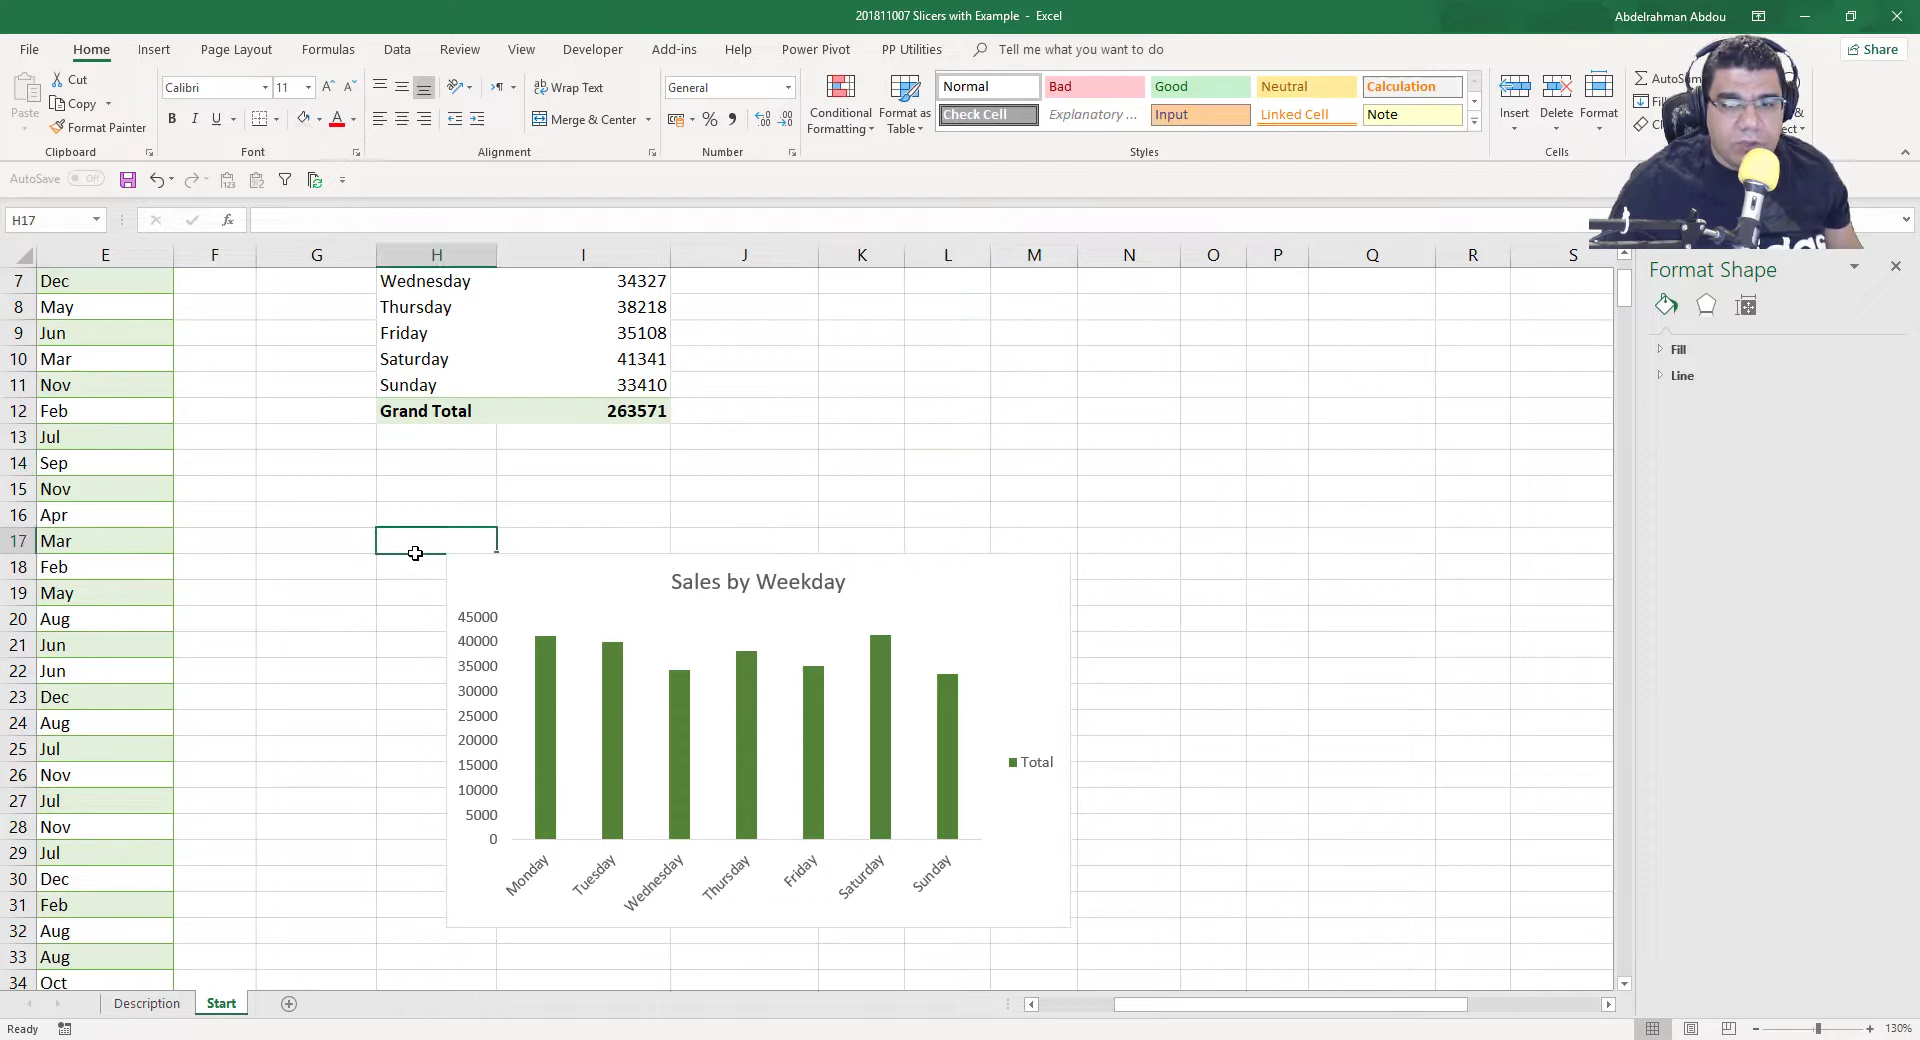 201811007 Slicers with Example - Excel
Abdelrahman Abdou
File Home Insert Page Layout Formulas Data Review View Developer Add-ins Help Power Pivot PP Utilities Tell me what you want to do Share
Cut
Copy
Format Painter
Paste
Clipboard
Calibri 11
B I U
Font
Wrap Text
Merge & Center
Alignment
General
Number
Conditional Formatting
Format as Table
Normal Bad Good Neutral Calculation
Check Cell Explanatory ... Input Linked Cell Note
Styles
Insert Delete Format
Cells
AutoSave Off
H17
fx
E F G H I J K L M N O P Q R S
7 Dec Wednesday 34327
8 May Thursday 38218
9 Jun Friday 35108
10 Mar Saturday 41341
11 Nov Sunday 33410
12 Feb Grand Total 263571
13 Jul
14 Sep
15 Nov
16 Apr
17 Mar
18 Feb
19 May
20 Aug
21 Jun
22 Jun
23 Dec
24 Aug
25 Jul
26 Nov
27 Jul
28 Nov
29 Jul
30 Dec
31 Feb
32 Aug
33 Aug
34 Oct
Sales by Weekday
45000
40000
35000
30000
25000
20000
15000
10000
5000
0
Monday Tuesday Wednesday Thursday Friday Saturday Sunday
Total
Format Shape
Fill
Line
Description Start
Ready
130%